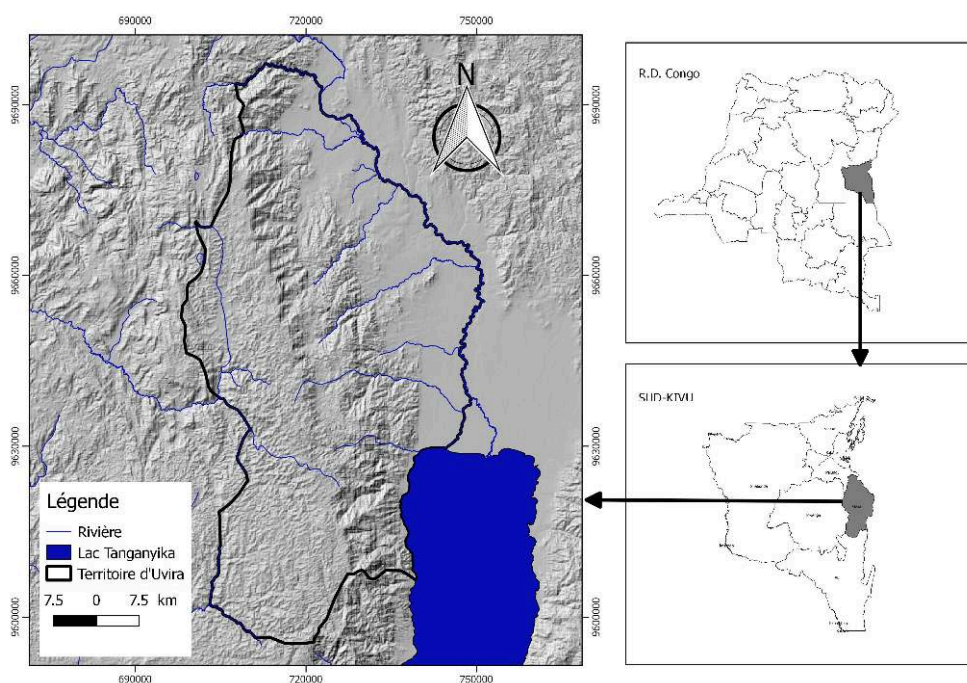 690000 720000 750000
N
9690000 9690000
9660000 9660000
9630000 9630000
9600000 9600000
Légende
Rivière
Lac Tanganyika
Territoire d'Uvira
7.5 0 7.5 km
690000 720000 750000
R.D. Congo
SUD-KIVU